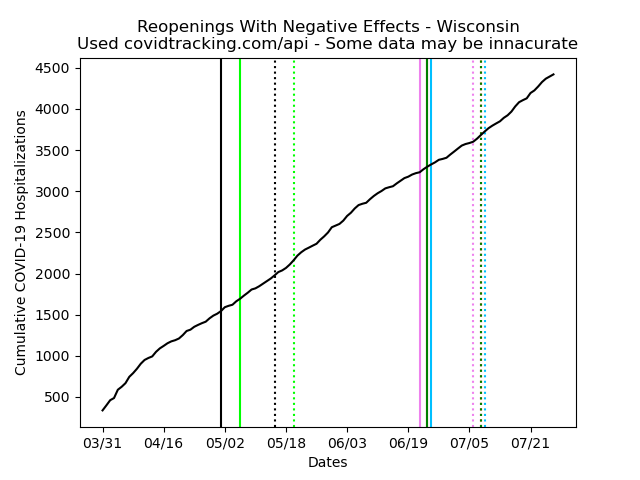 Reopenings With Negative Effects - Wisconsin
Used covidtracking.com/api - Some data may be innacurate
Cumulative COVID-19 Hospitalizations
4500
4000
3500
3000
2500
2000
1500
1000
500
03/31 04/16 05/02 05/18 06/03 06/19 07/05 07/21
Dates